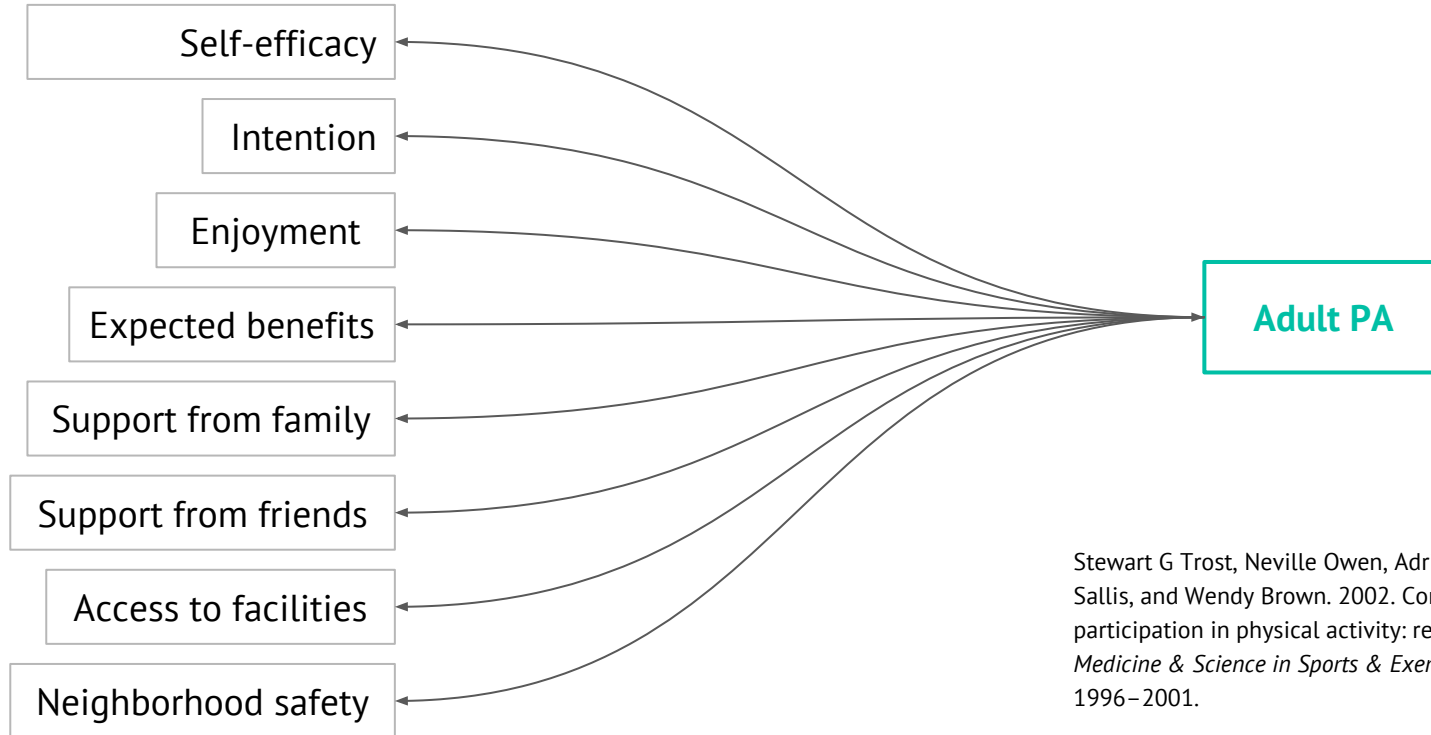 Self-efficacy
Intention
Enjoyment
Expected benefits
Support from family
Support from friends
Access to facilities
Neighborhood safety
Adult PA
Stewart G Trost, Neville Owen,
Sallis, and Wendy Brown. 2002.
participation in physical activity:
Medicine & Science in Sports &
1996–2001.